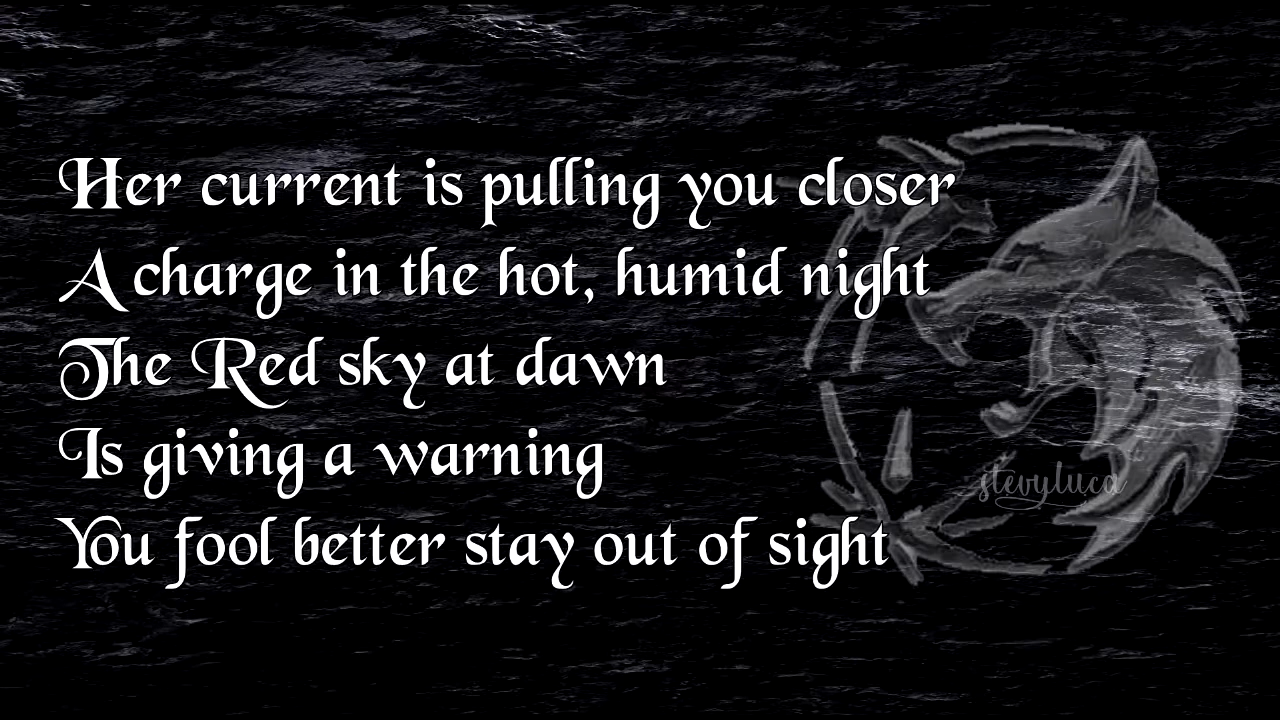 Her current is pulling you closer
A charge in the hot, humid night
The Red sky at dawn
Is giving a warning
You fool better stay out of sight
stevyluca